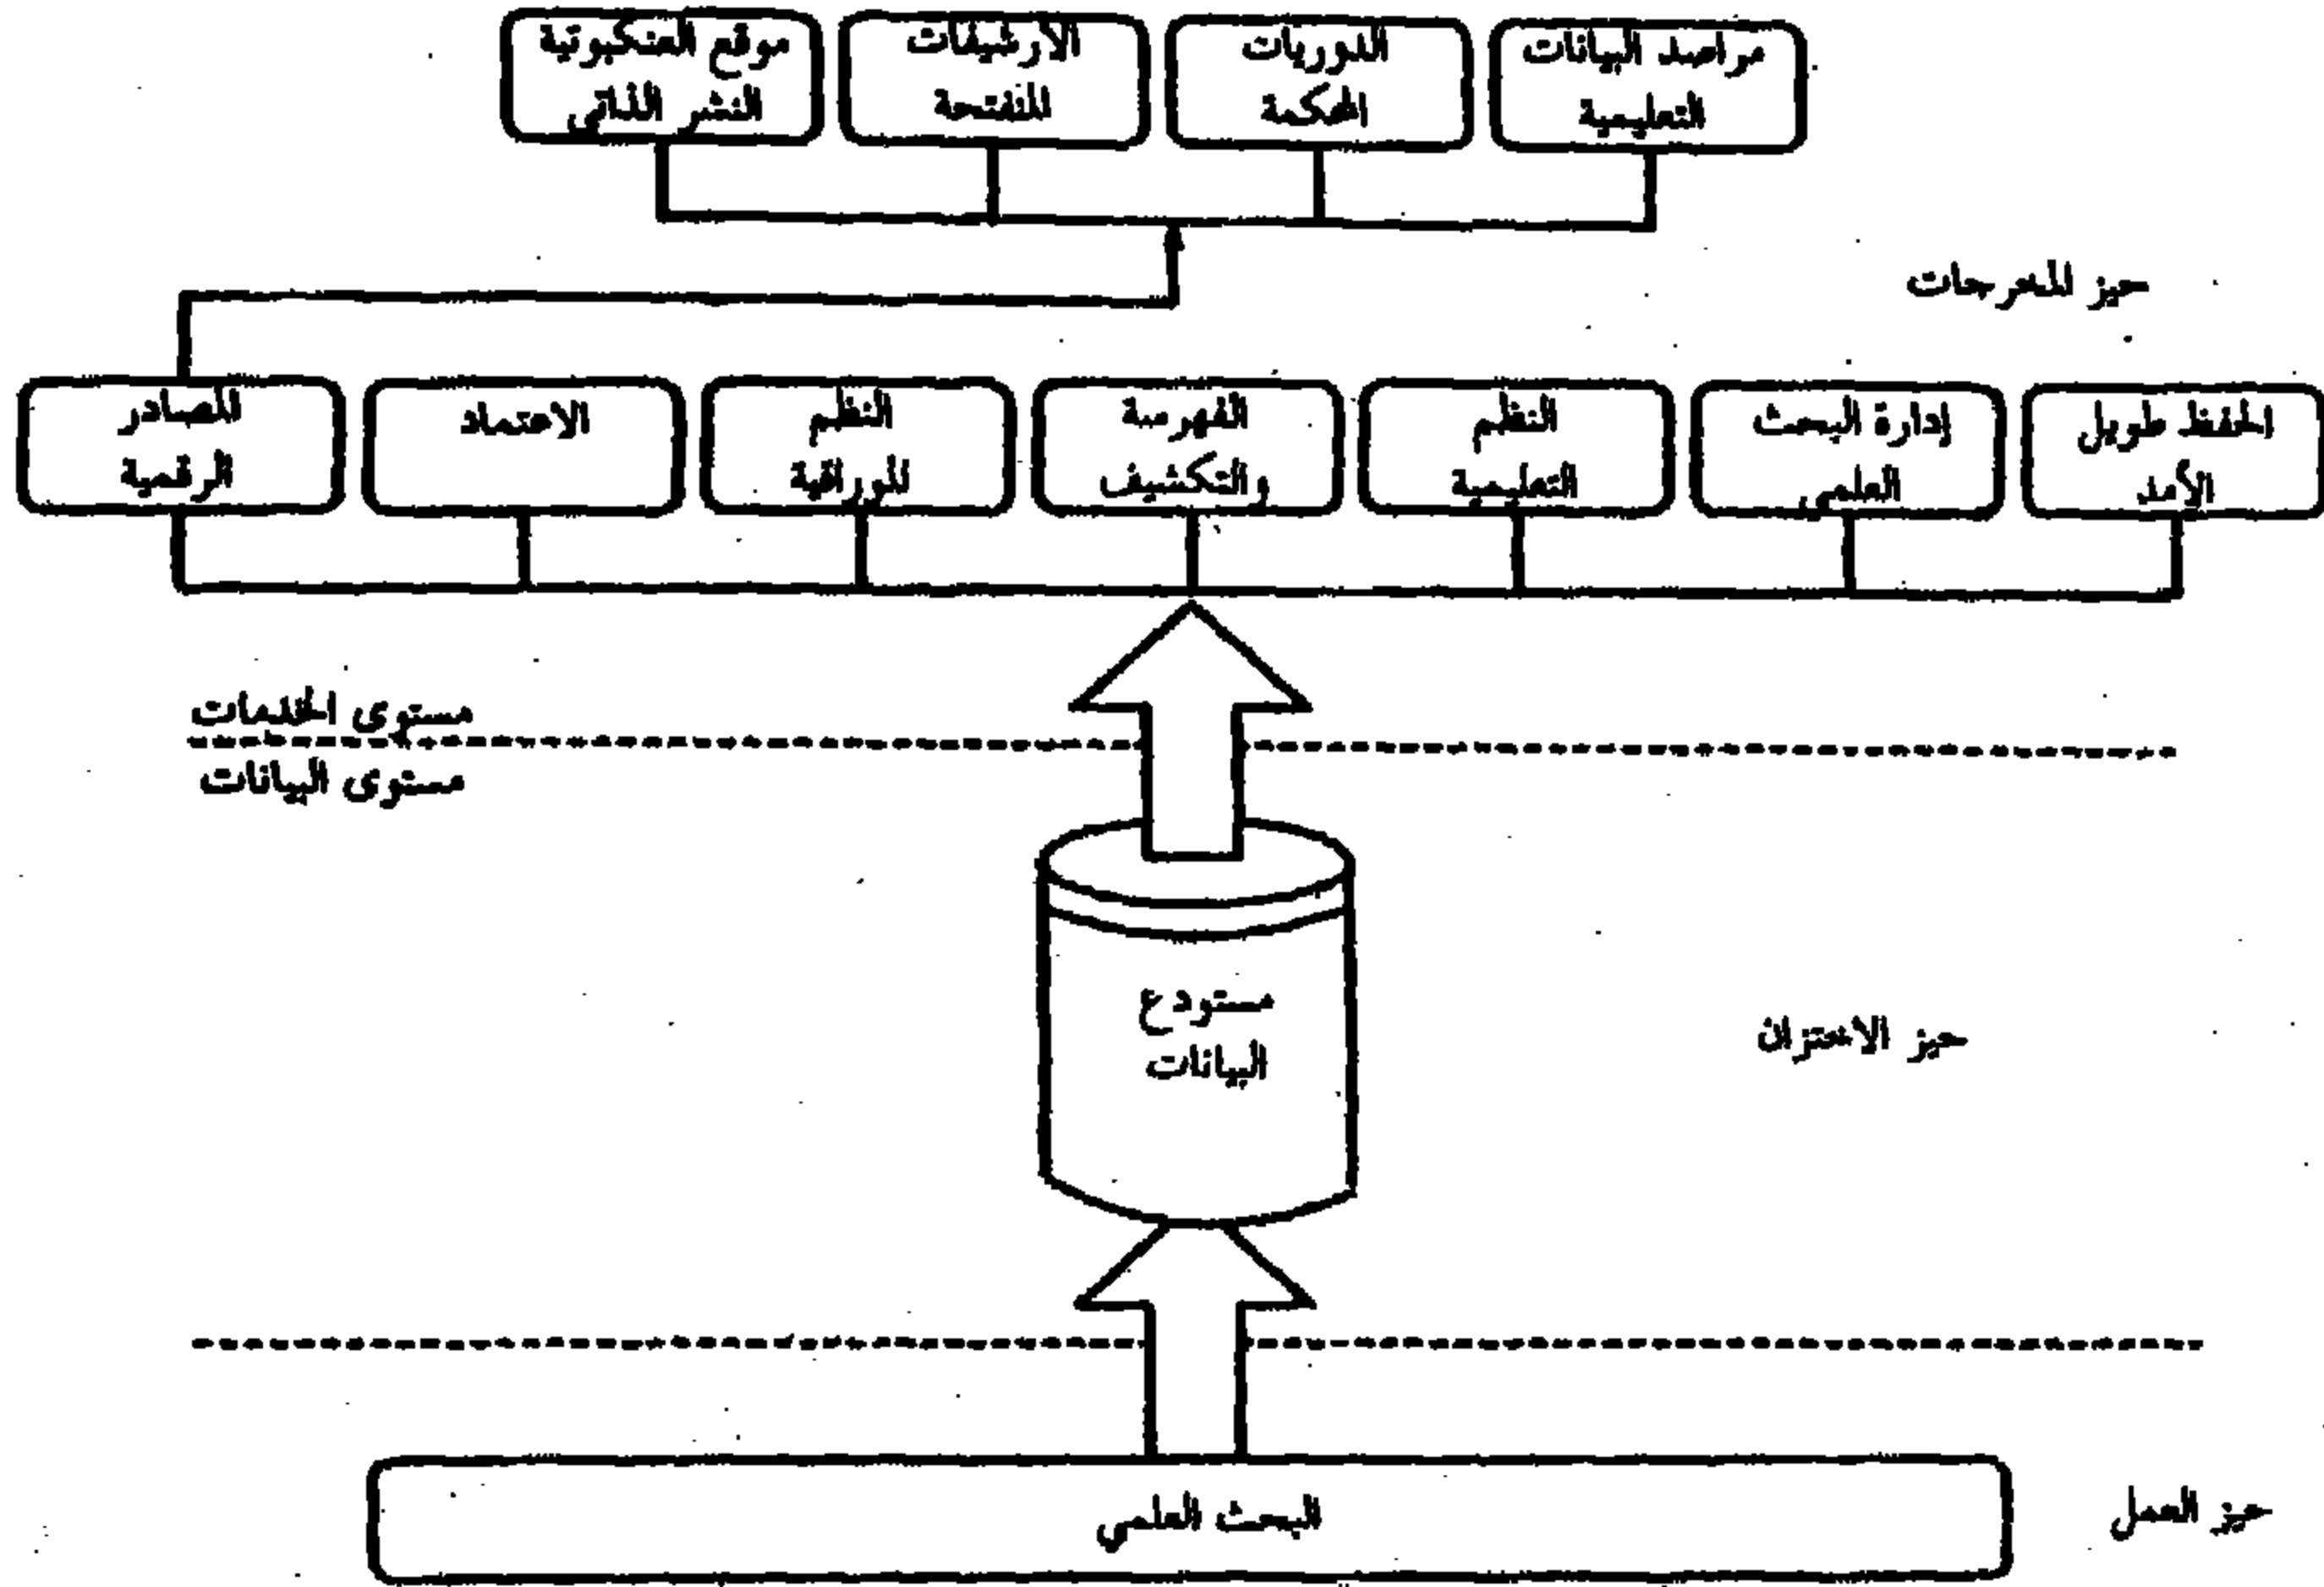 مراصد البيانات
التعليمية
الدوريات
المحكمة
الأرشيفات
المفتوحة
موقع العنكبوتية
النشر الذاتي
حيز المخرجات
الحفظ طويل
الأمد
إدارة البحث
العلمي
النظم
التعليمية
الفهرسة
والتكشيف
النظم
الوراقية
الاعتماد
المصادر
الرقمية
مستوى الخدمات
مستوى البيانات
مستودع
البيانات
حيز الاختزان
حيز العمل
البحث العلمي